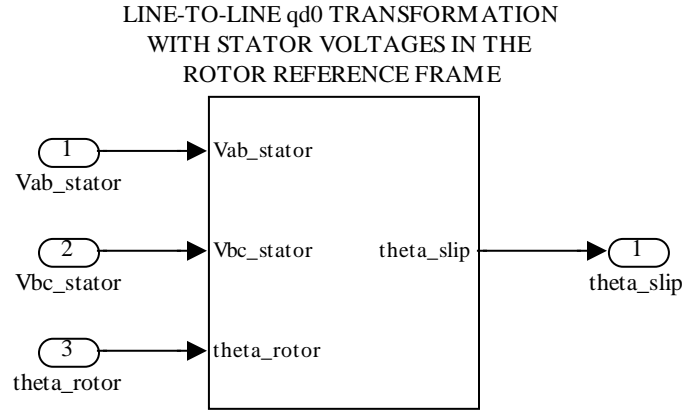 LINE-TO-LINE qd0 TRANSFORMATION
WITH STATOR VOLTAGES IN THE
ROTOR REFERENCE FRAME
1
Vab_stator
Vab_stator
2
Vbc_stator
Vbc_stator
theta_slip
1
theta_slip
3
theta_rotor
theta_rotor